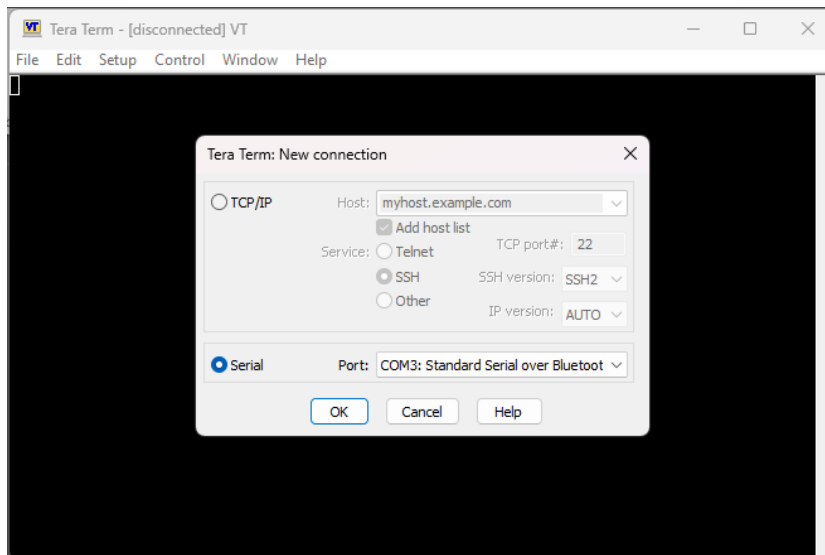 VT Tera Term - [disconnected] VT
File Edit Setup Control Window Help
Tera Term: New connection
TCP/IP Host: myhost.example.com
Add host list
Service: Telnet TCP port#: 22
SSH SSH version: SSH2
Other IP version: AUTO
Serial Port: COM3: Standard Serial over Bluetoot
OK Cancel Help